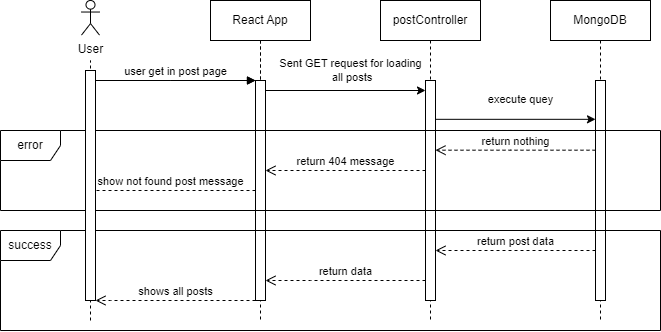 User
React App
postController
MongoDB
user get in post page
Sent GET request for loading
all posts
execute quey
error
return nothing
return 404 message
show not found post message
success
return post data
return data
shows all posts